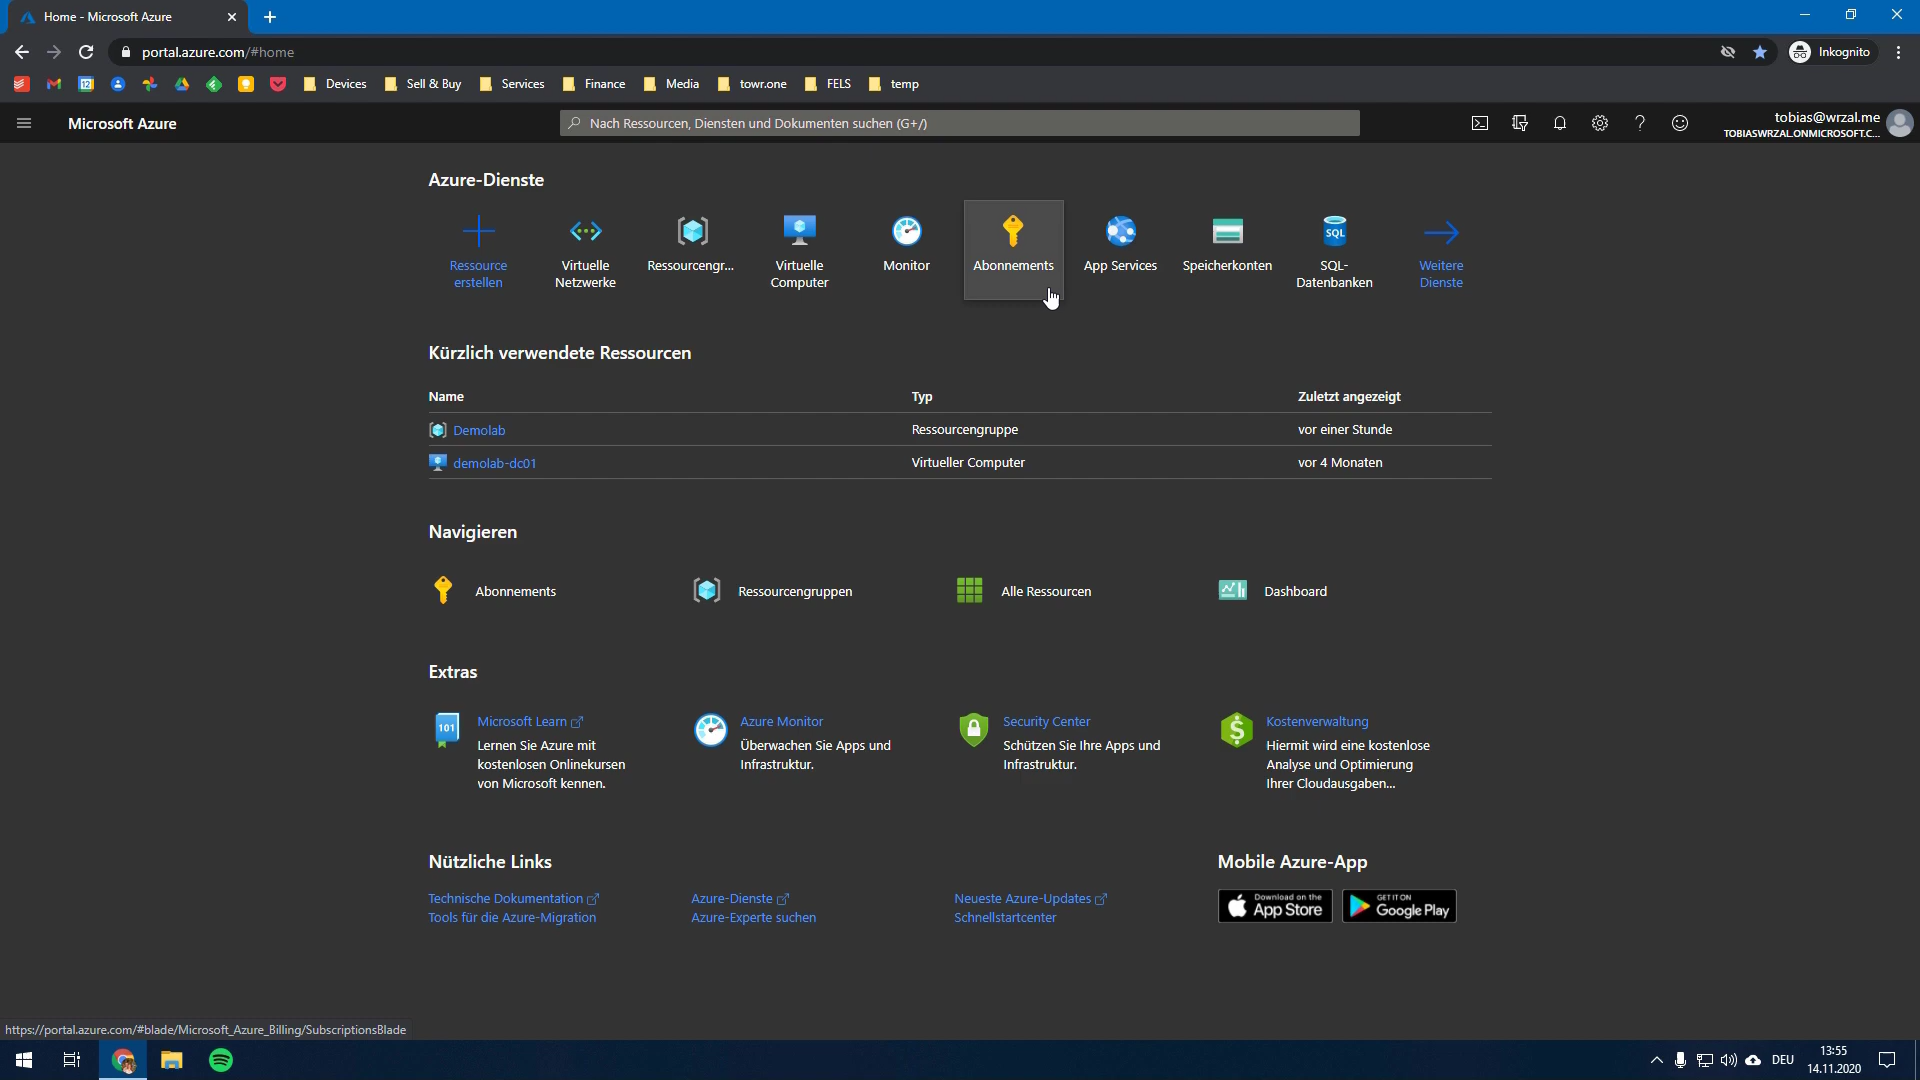 Home - Microsoft Azure
portal.azure.com/#home
Inkognito
12
Devices
Sell & Buy
Services
Finance
Media
towr.one
FELS
temp
Microsoft Azure
Nach Ressourcen, Diensten und Dokumenten suchen (G+/)
tobias@wrzal.me
TOBIASWRZAL.ONMICROSOFT.C...
Azure-Dienste
Ressource
erstellen
Virtuelle
Netzwerke
Ressourcengr...
Virtuelle
Computer
Monitor
Abonnements
App Services
Speicherkonten
SQL
SQL-
Datenbanken
Weitere
Dienste
Kürzlich verwendete Ressourcen
Name
Typ
Zuletzt angezeigt
Demolab
Ressourcengruppe
vor einer Stunde
demolab-dc01
Virtueller Computer
vor 4 Monaten
Navigieren
Abonnements
Ressourcengruppen
Alle Ressourcen
Dashboard
Extras
101
Microsoft Learn
Lernen Sie Azure mit
kostenlosen Onlinekursen
von Microsoft kennen.
Azure Monitor
Überwachen Sie Apps und
Infrastruktur.
Security Center
Schützen Sie Ihre Apps und
Infrastruktur.
Kostenverwaltung
Hiermit wird eine kostenlose
Analyse und Optimierung
Ihrer Cloudausgaben...
Nützliche Links
Technische Dokumentation
Tools für die Azure-Migration
Azure-Dienste
Azure-Experte suchen
Neueste Azure-Updates
Schnellstartcenter
Mobile Azure-App
Download on the
App Store
GET IT ON
Google Play
https://portal.azure.com/#blade/Microsoft_Azure_Billing/SubscriptionsBlade
DEU
13:55
14.11.2020